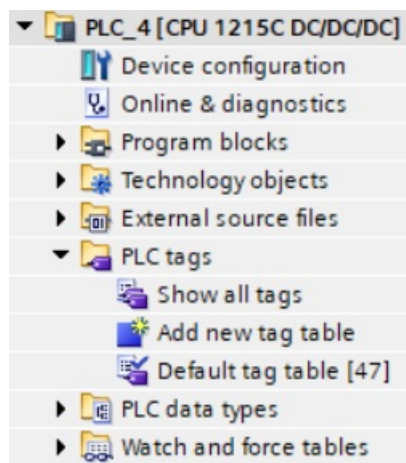 PLC_4 [CPU 1215C DC/DC/DC]
Device configuration
Online & diagnostics
Program blocks
Technology objects
External source files
PLC tags
Show all tags
Add new tag table
Default tag table [47]
PLC data types
Watch and force tables